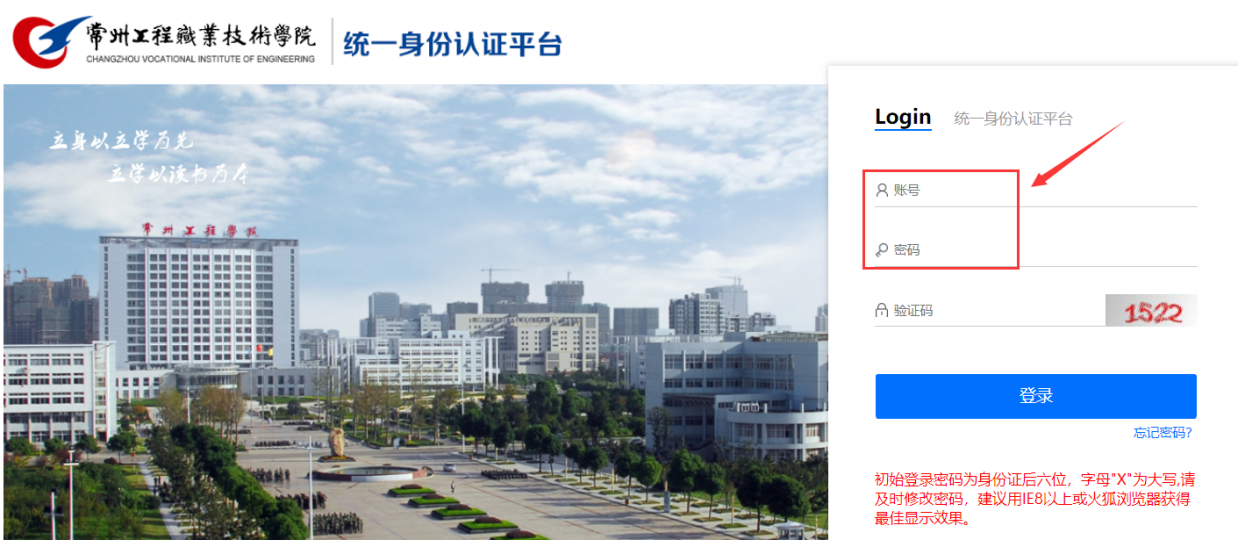 常州工程職業技術學院
CHANGZHOU VOCATIONAL INSTITUTE OF ENGINEERING
统一身份认证平台
立身以立学为先
立学以读书为本
常州工程學院
Login 统一身份认证平台
账号
密码
验证码 1522
登录
忘记密码?
初始登录密码为身份证后六位，字母"X"为大写,请
及时修改密码，建议用IE8以上或火狐浏览器获得
最佳显示效果。